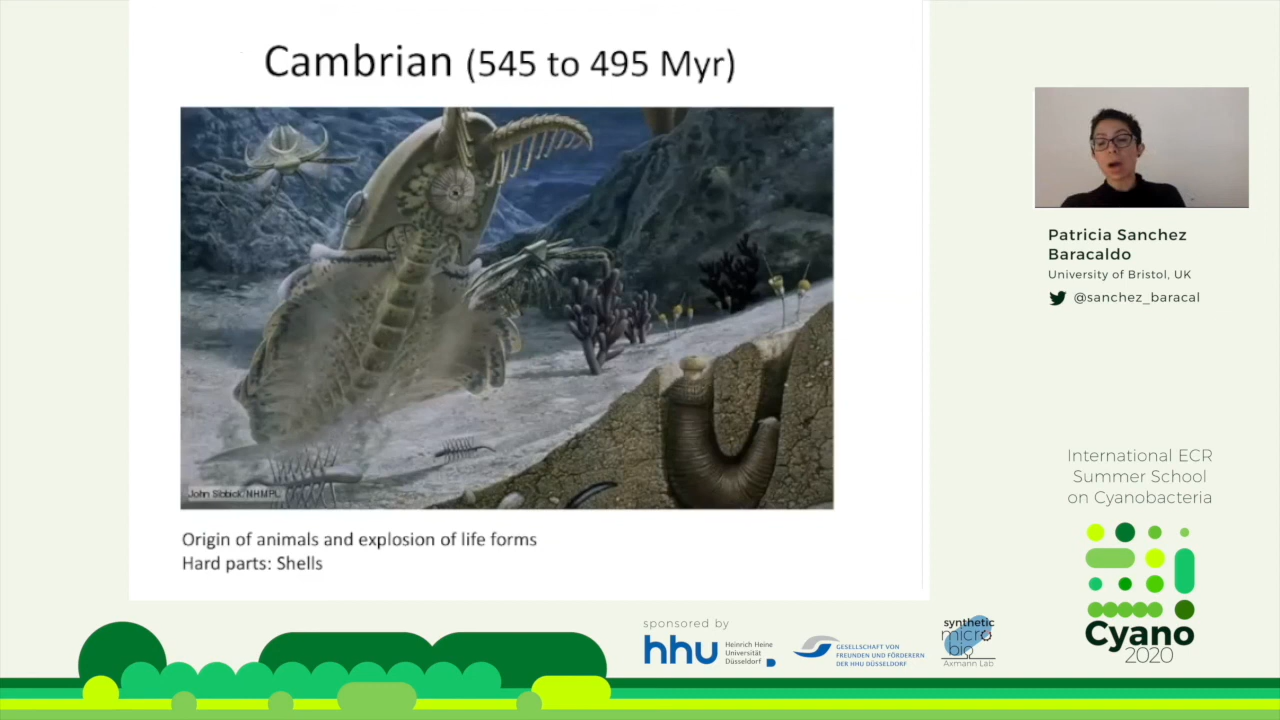 Cambrian (545 to 495 Myr)
John Sibbick, NHMPL
Origin of animals and explosion of life forms
Hard parts: Shells
Patricia Sanchez
Baracaldo
University of Bristol, UK
@sanchez_baracal
International ECR
Summer School
on Cyanobacteria
Cyano
2020
sponsored by
hhu
Heinrich Heine
Universität
Düsseldorf
GESELLSCHAFT VON
FREUNDEN UND FÖRDERERN
DER HHU DÜSSELDORF
synthetic
micro
bio
Axmann Lab